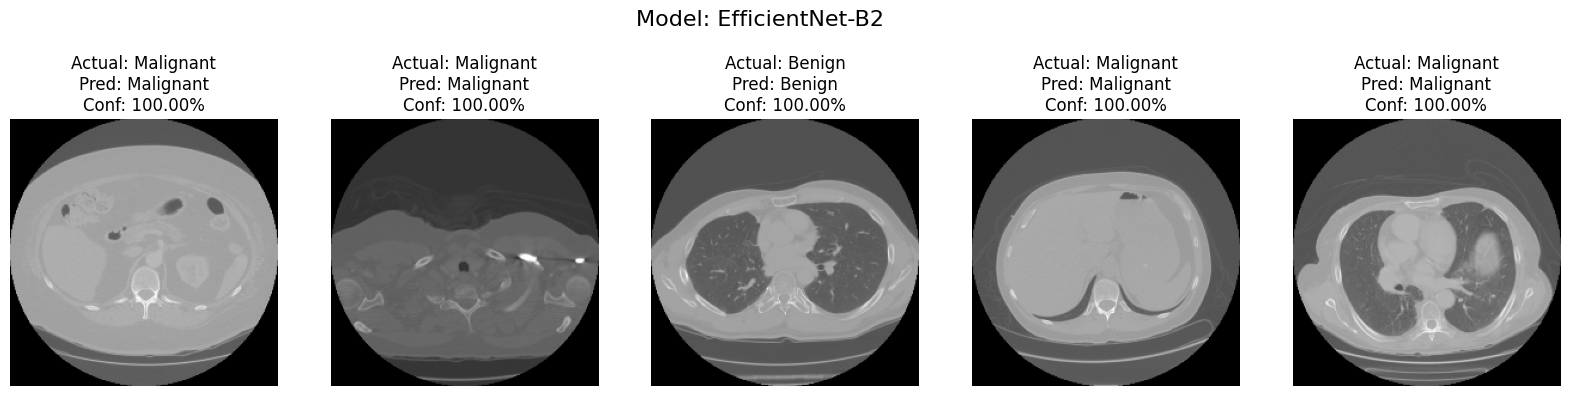 Model: EfficientNet-B2
Actual: Malignant
Pred: Malignant
Conf: 100.00%
Actual: Malignant
Pred: Malignant
Conf: 100.00%
Actual: Benign
Pred: Benign
Conf: 100.00%
Actual: Malignant
Pred: Malignant
Conf: 100.00%
Actual: Malignant
Pred: Malignant
Conf: 100.00%